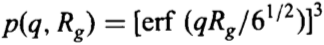 p(q, R_g) = [erf (qR_g/6^{1/2})]^3